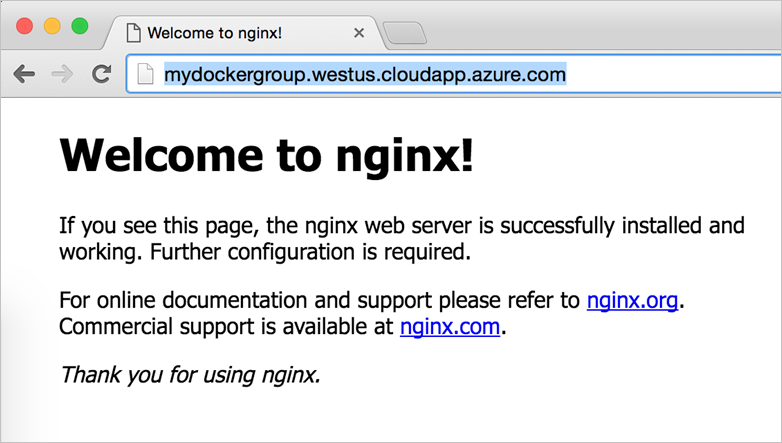 Welcome to nginx!
mydockergroup.westus.cloudapp.azure.com
Welcome to nginx!
If you see this page, the nginx web server is successfully installed and
working. Further configuration is required.
For online documentation and support please refer to nginx.org.
Commercial support is available at nginx.com.
Thank you for using nginx.